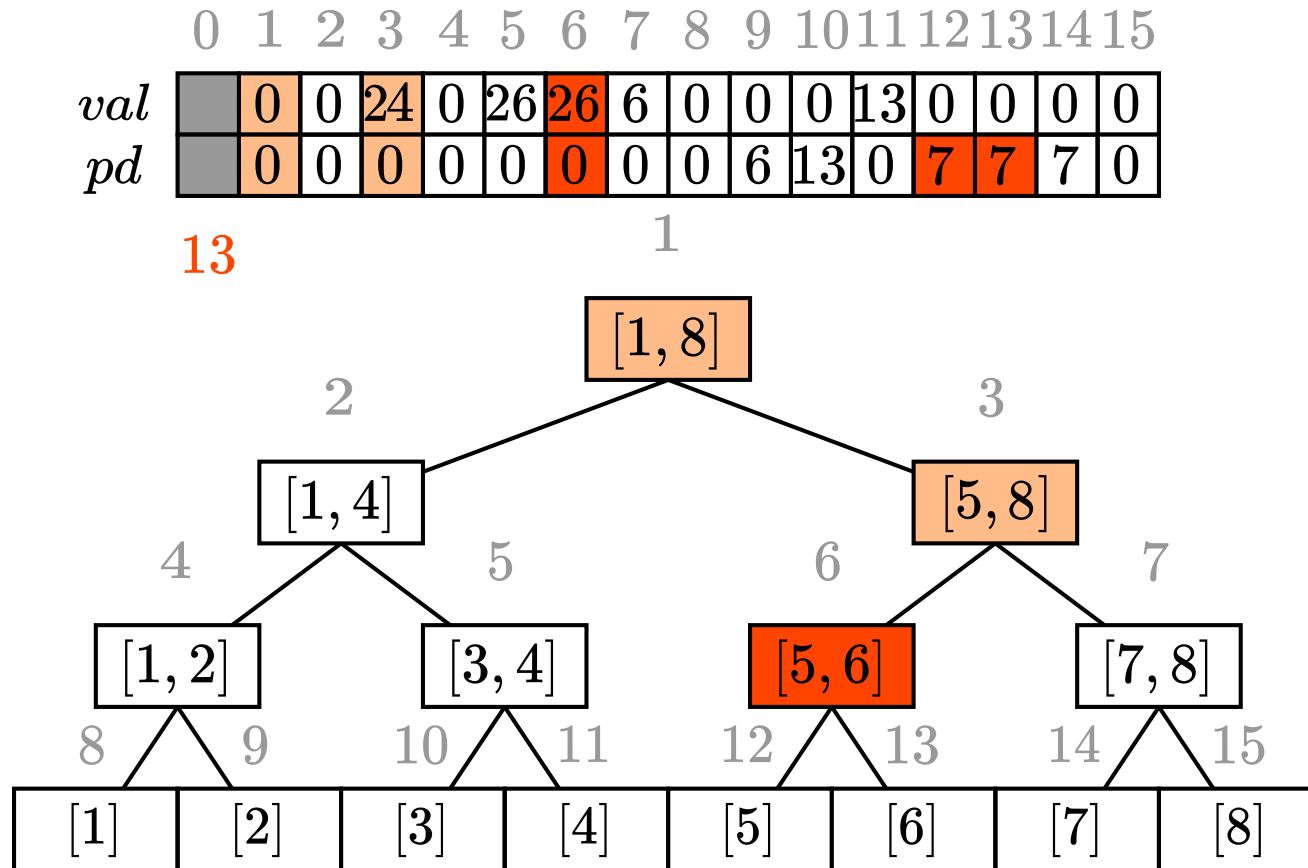 0 1 2 3 4 5 6 7 8 9 10 11 12 13 14 15
val 0 0 24 0 26 26 6 0 0 0 13 0 0 0 0
pd 0 0 0 0 0 0 0 0 6 13 0 7 7 7 0
13
1
[1, 8]
2 3
[1, 4] [5, 8]
4 5 6 7
[1, 2] [3, 4] [5, 6] [7, 8]
8 9 10 11 12 13 14 15
[1] [2] [3] [4] [5] [6] [7] [8]